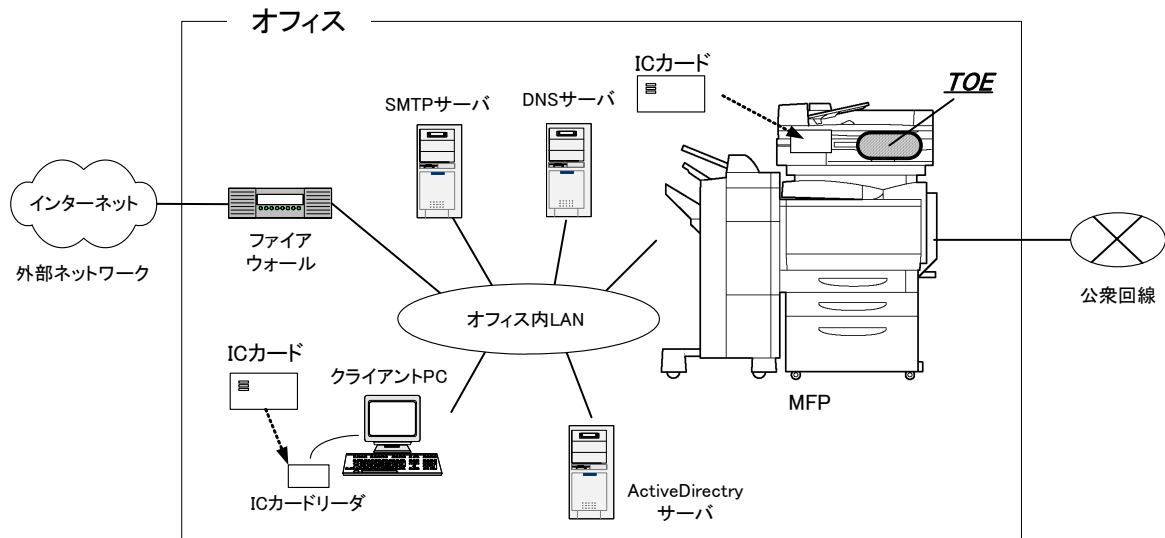 オフィス
ICカード
TOE
SMTPサーバ
DNSサーバ
インターネット
外部ネットワーク
ファイア
ウォール
オフィス内LAN
公衆回線
MFP
ICカード
クライアントPC
ICカードリーダ
ActiveDirectry
サーバ